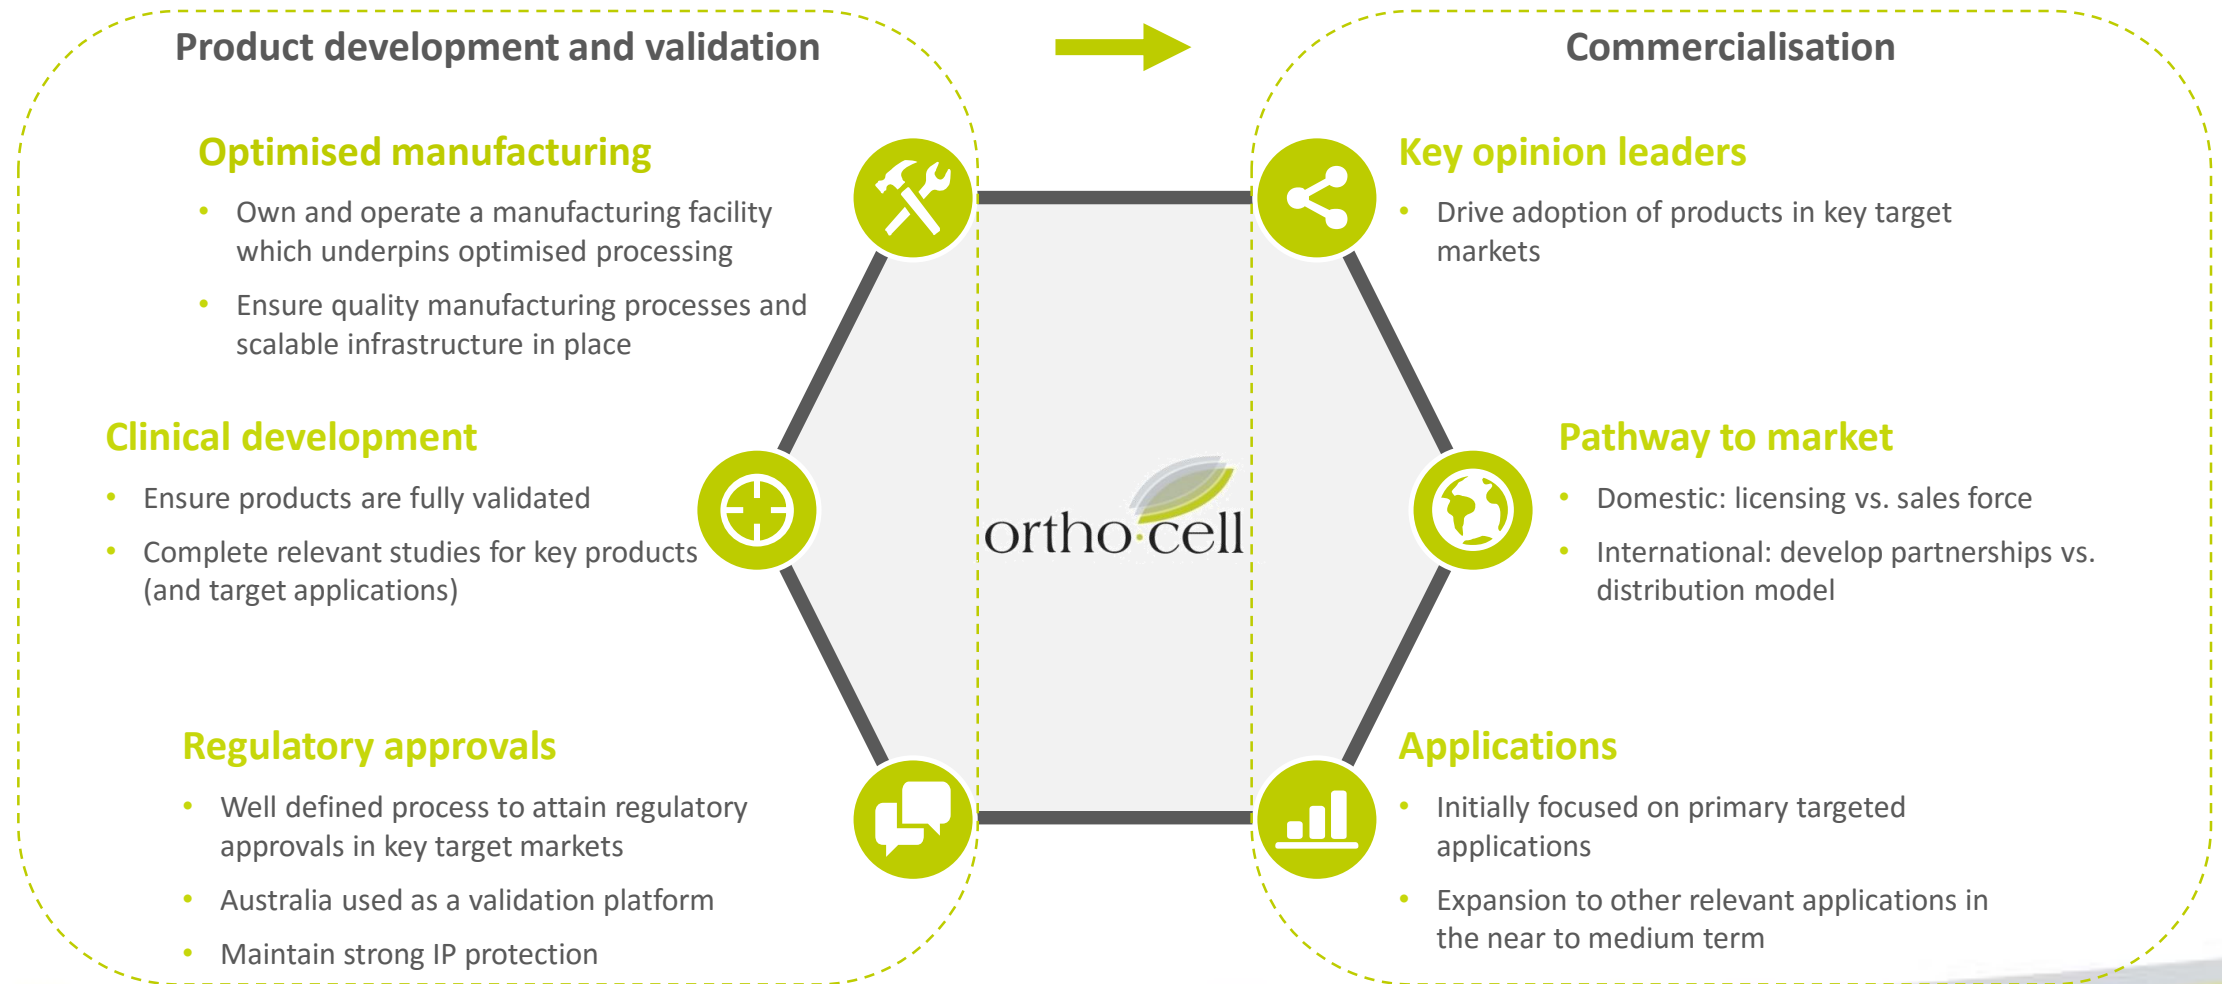 Product development and validation
Optimised manufacturing
• Own and operate a manufacturing facility
which underpins optimised processing
• Ensure quality manufacturing processes and
scalable infrastructure in place
Clinical development
• Ensure products are fully validated
• Complete relevant studies for key products
(and target applications)
Regulatory approvals
• Well defined process to attain regulatory
approvals in key target markets
• Australia used as a validation platform
• Maintain strong IP protection
ortho·cell
Commercialisation
Key opinion leaders
• Drive adoption of products in key target
markets
Pathway to market
• Domestic: licensing vs. sales force
• International: develop partnerships vs.
distribution model
Applications
• Initially focused on primary targeted
applications
• Expansion to other relevant applications in
the near to medium term